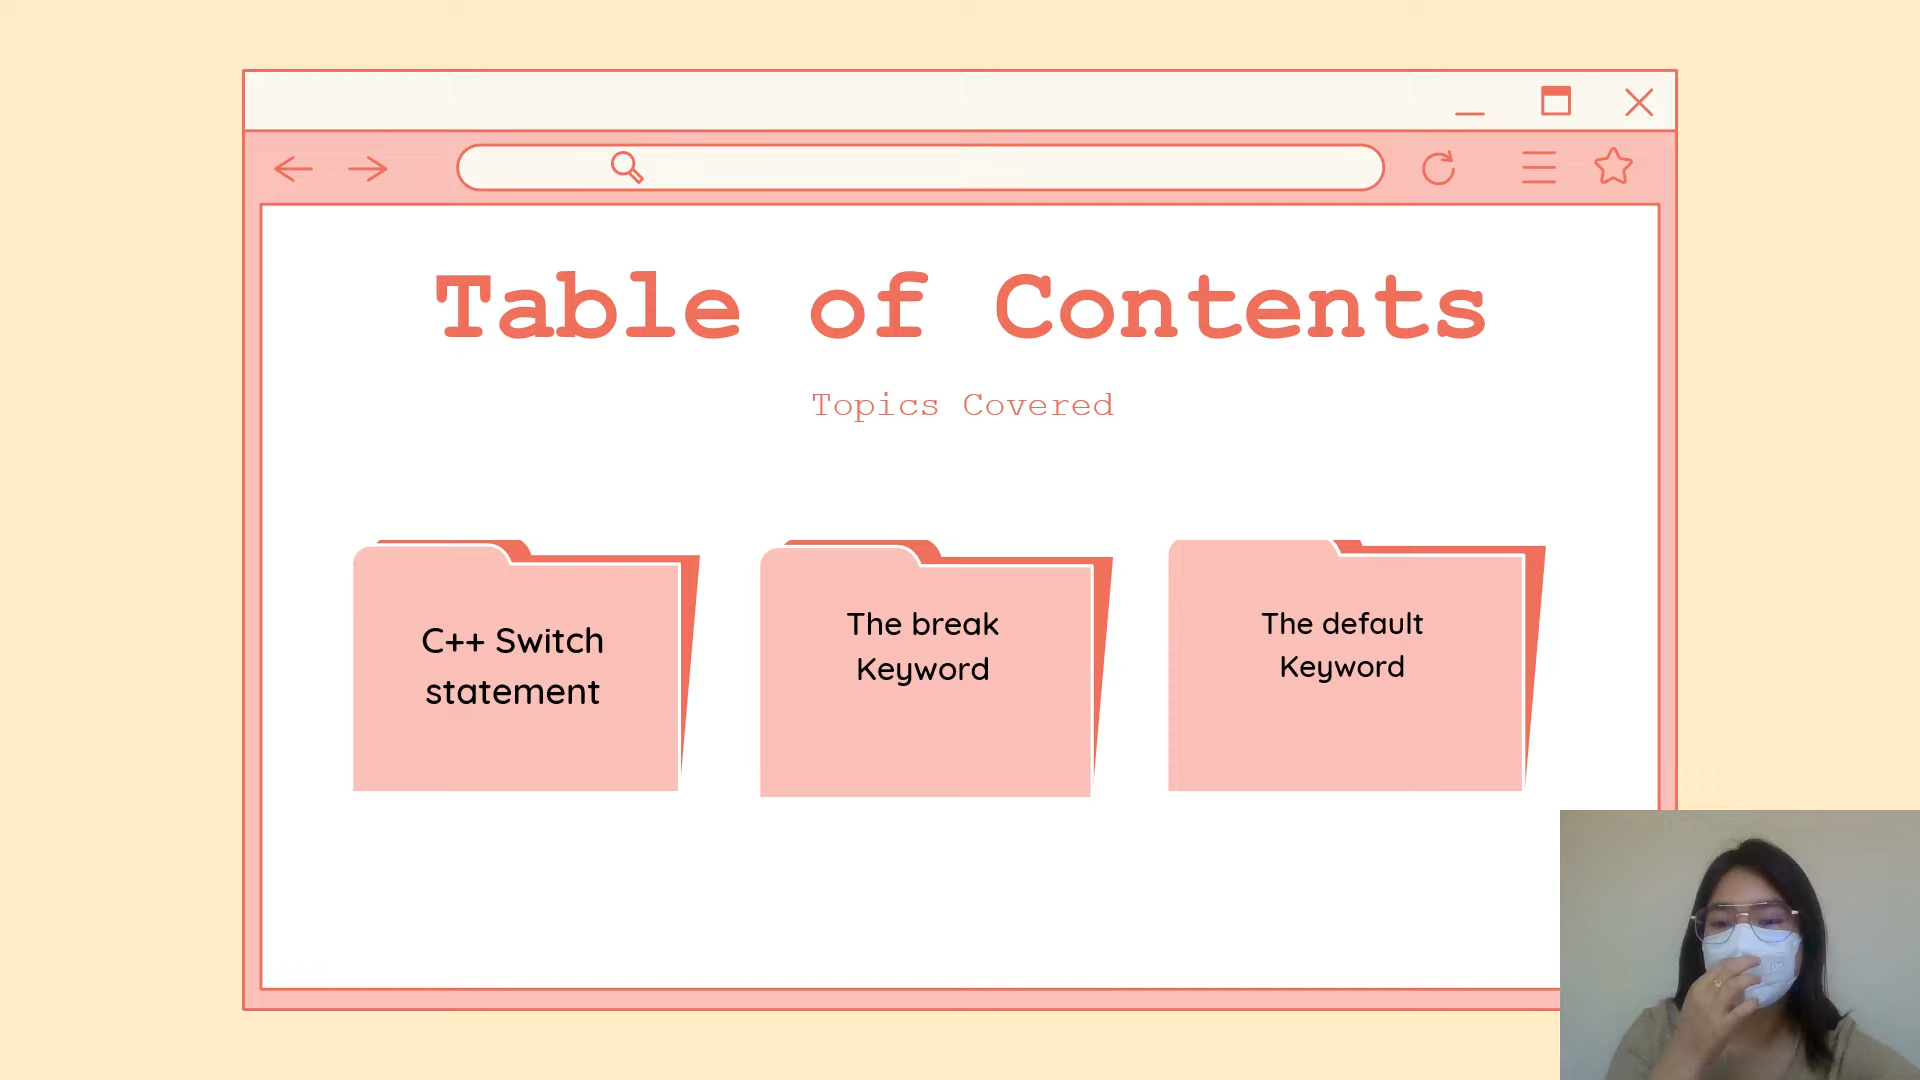 Table of Contents
Topics Covered
C++ Switch
statement
The break
Keyword
The default
Keyword